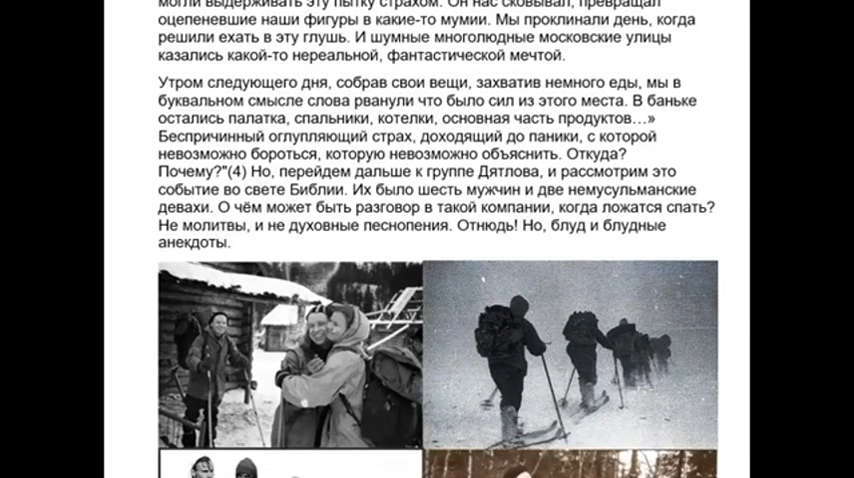 могли выдерживать эту пытку страхом. Он нас сковывал, превращал
оцепеневшие наши фигуры в какие-то мумии. Мы проклинали день, когда
решили ехать в эту глушь. И шумные многолюдные московские улицы
казались какой-то нереальной, фантастической мечтой.
Утром следующего дня, собрав свои вещи, захватив немного еды, мы в
буквальном смысле слова рванули что было сил из этого места. В баньке
остались палатка, спальники, котелки, основная часть продуктов…»
Беспричинный оглупляющий страх, доходящий до паники, с которой
невозможно бороться, которую невозможно объяснить. Откуда?
Почему?"(4) Но, перейдем дальше к группе Дятлова, и рассмотрим это
событие во свете Библии. Их было шесть мужчин и две немусульманские
девахи. О чём может быть разговор в такой компании, когда ложатся спать?
Не молитвы, и не духовные песнопения. Отнюдь! Но, блуд и блудные
анекдоты.